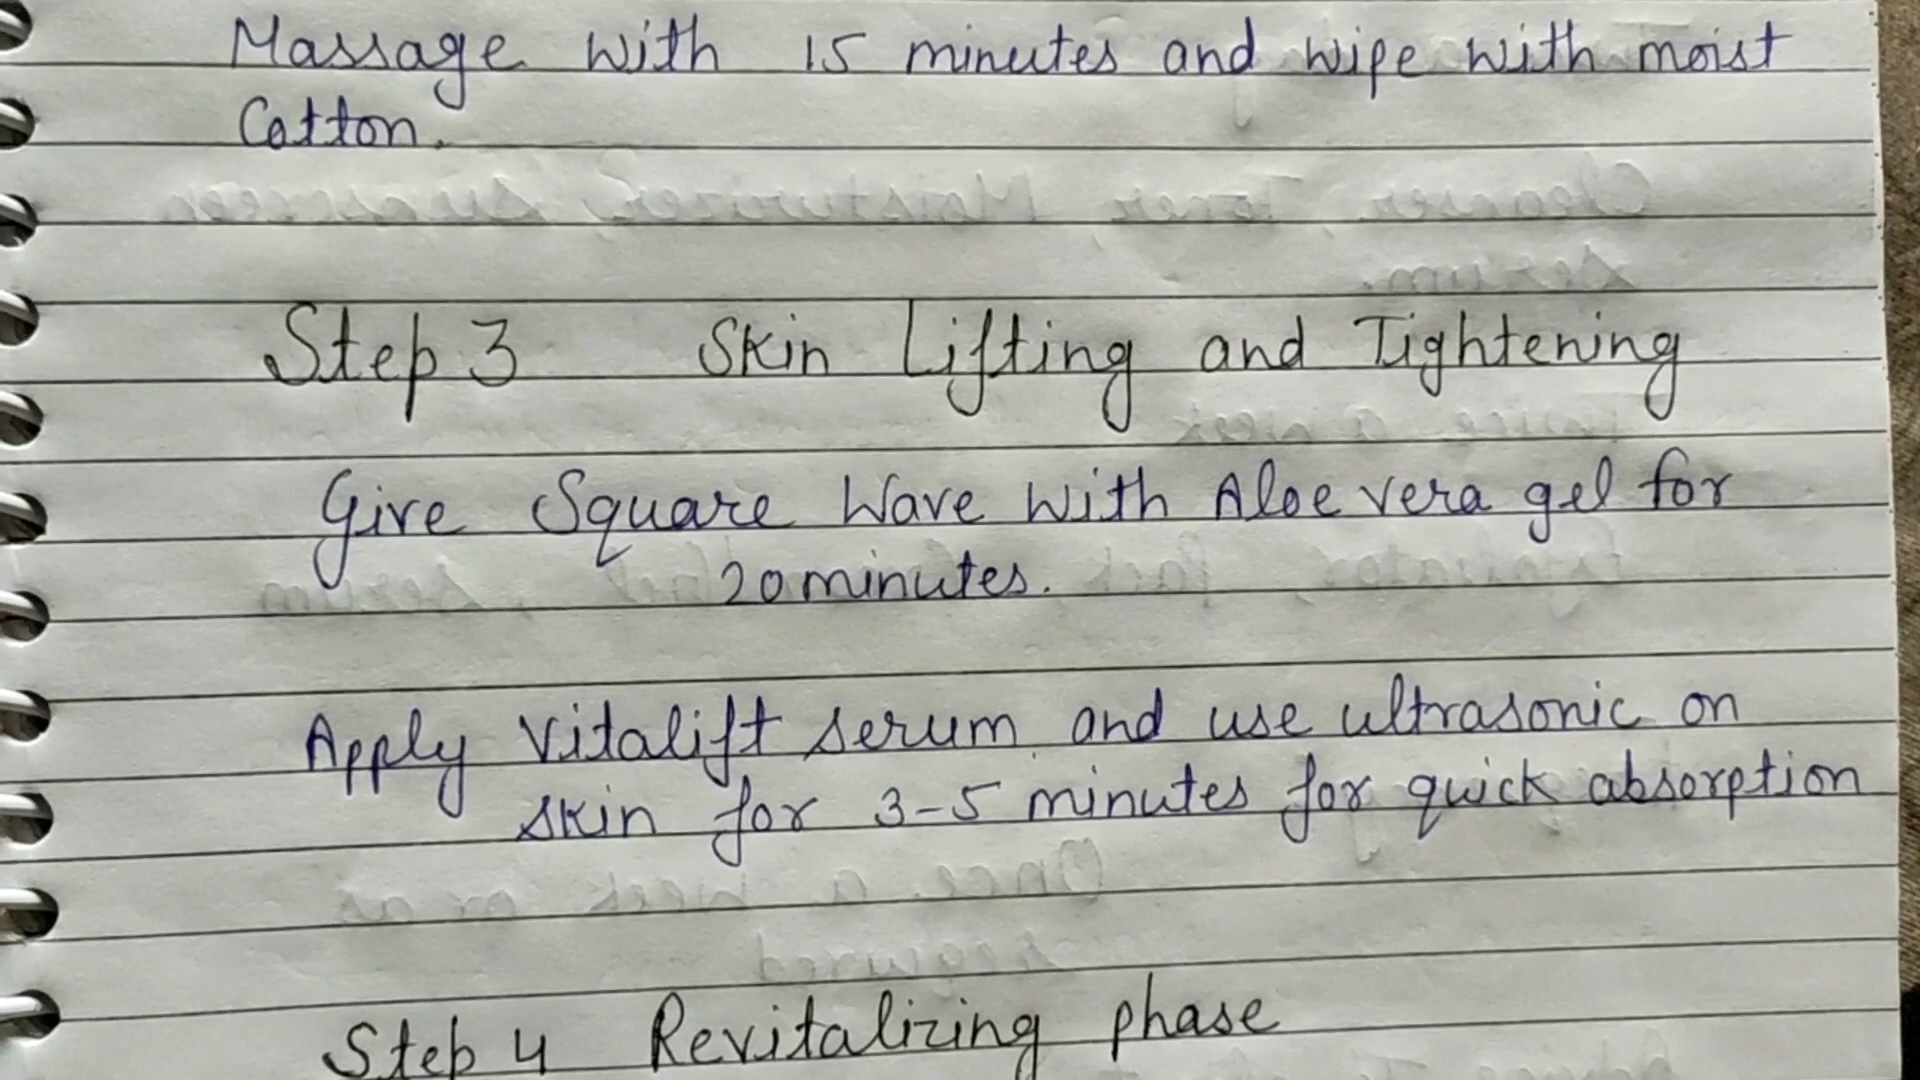 Massage with 15 minutes and wipe with moist
Cotton.
Step 3 Skin Lifting and Tightening
Give Square Wave with Aloe vera gel for
20 minutes.
Apply Vitalift serum and use ultrasonic on
skin for 3-5 minutes for quick absorption
Step 4 Revitalizing phase